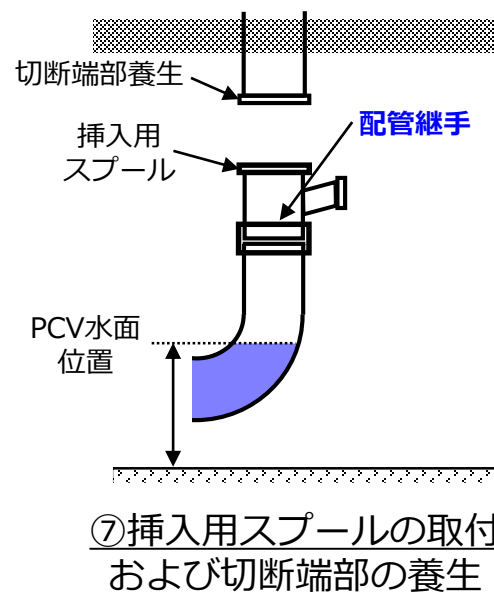 切断端部養生
配管継手
挿入用
スプール
PCV水面
位置
⑦挿入用スプールの取付
および切断端部の養生